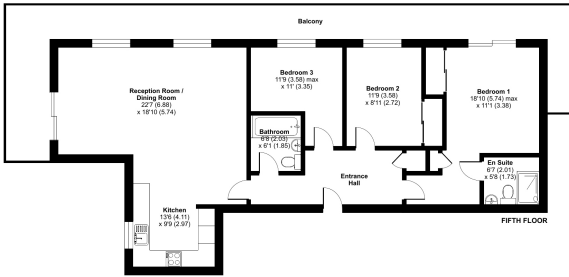 Balcony
Reception Room /
Dining Room
22'7 (6.88)
x 18'10 (5.74)
Bedroom 3
11'9 (3.58) max
x 11' (3.35)
Bedroom 2
11'9 (3.58)
x 8'11 (2.72)
Bedroom 1
18'10 (5.74) max
x 11'1 (3.38)
Bathroom
6'8 (2.03)
x 6'1 (1.85)
En Suite
6'7 (2.01)
x 5'8 (1.73)
Entrance
Hall
Kitchen
13'6 (4.11)
x 9'9 (2.97)
FIFTH FLOOR